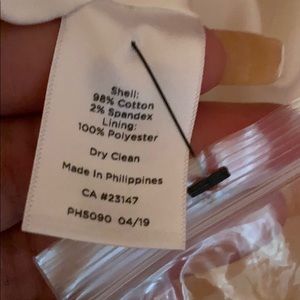 Shell:
98% Cotton
2% Spandex
Lining:
100% Polyester
Dry Clean
Made In Philippines
CA #23147
PHS090 04/19